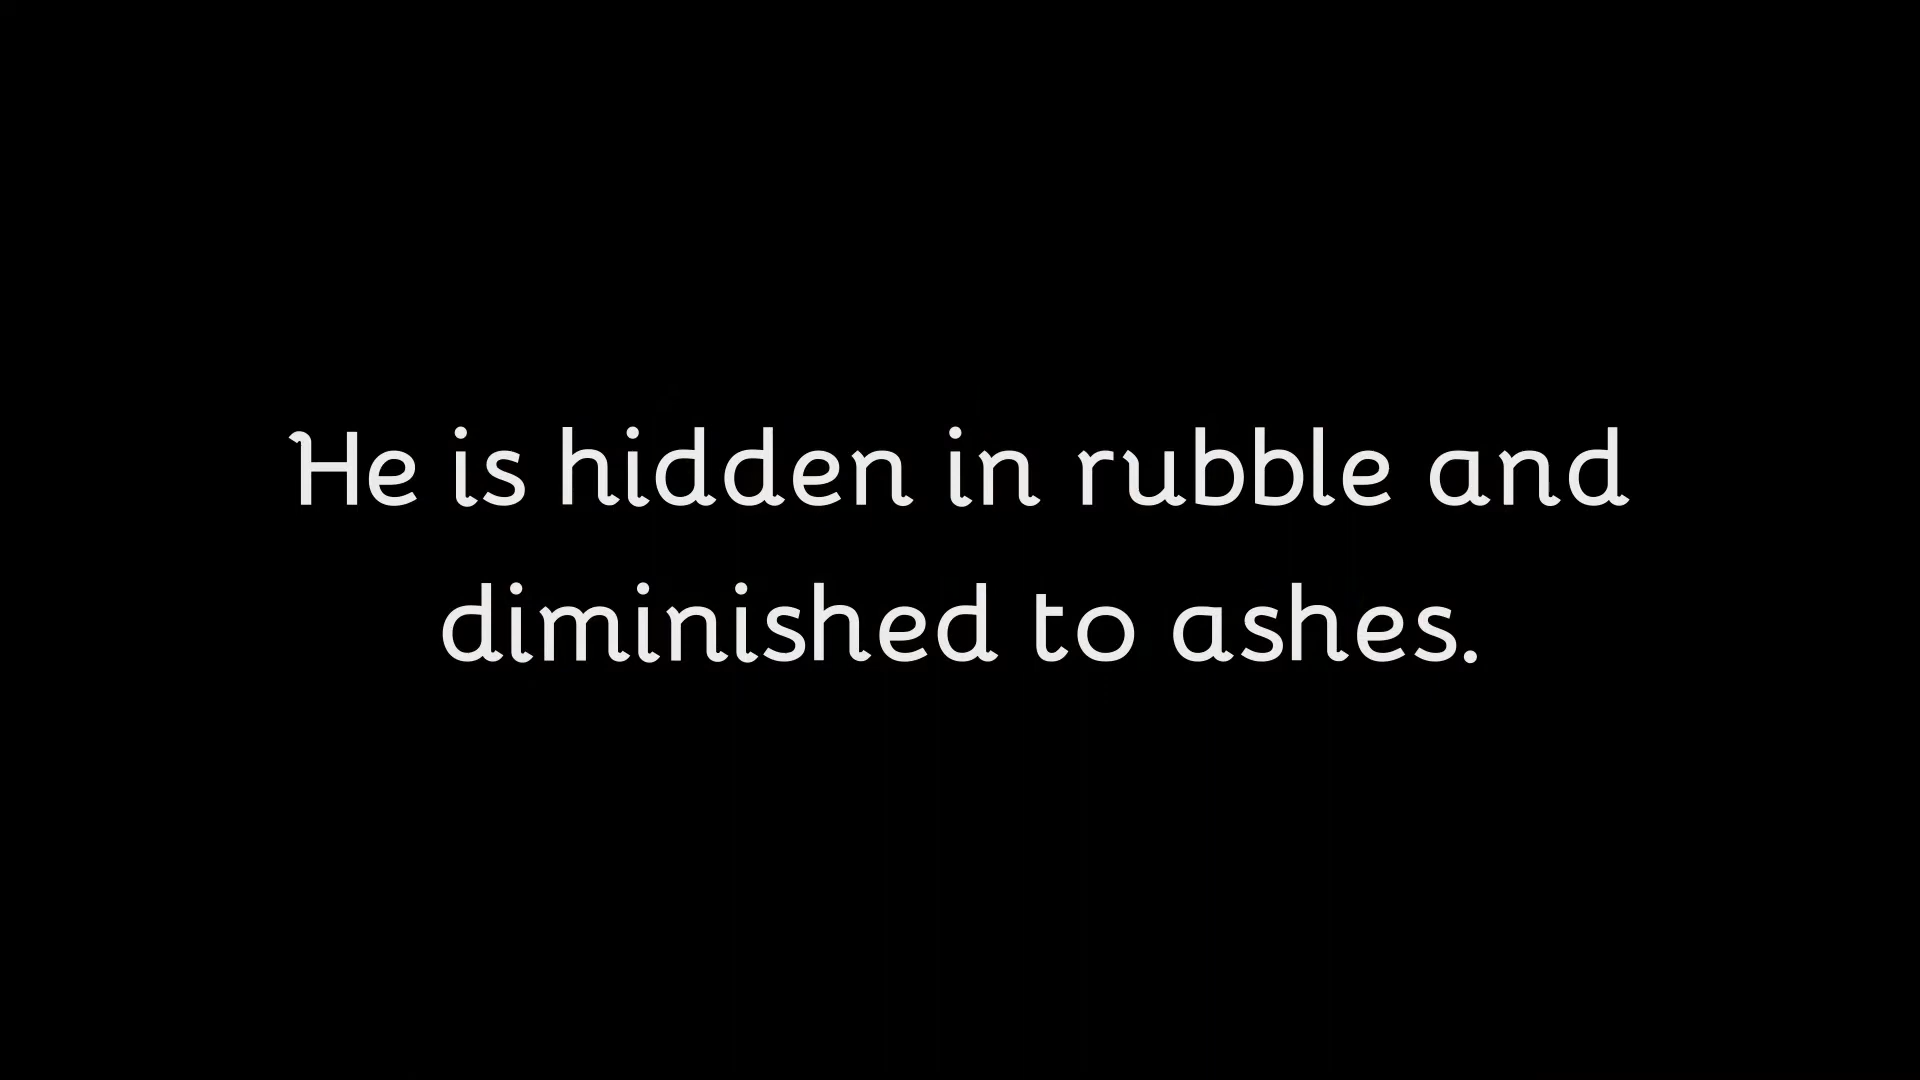 He is hidden in rubble and
diminished to ashes.